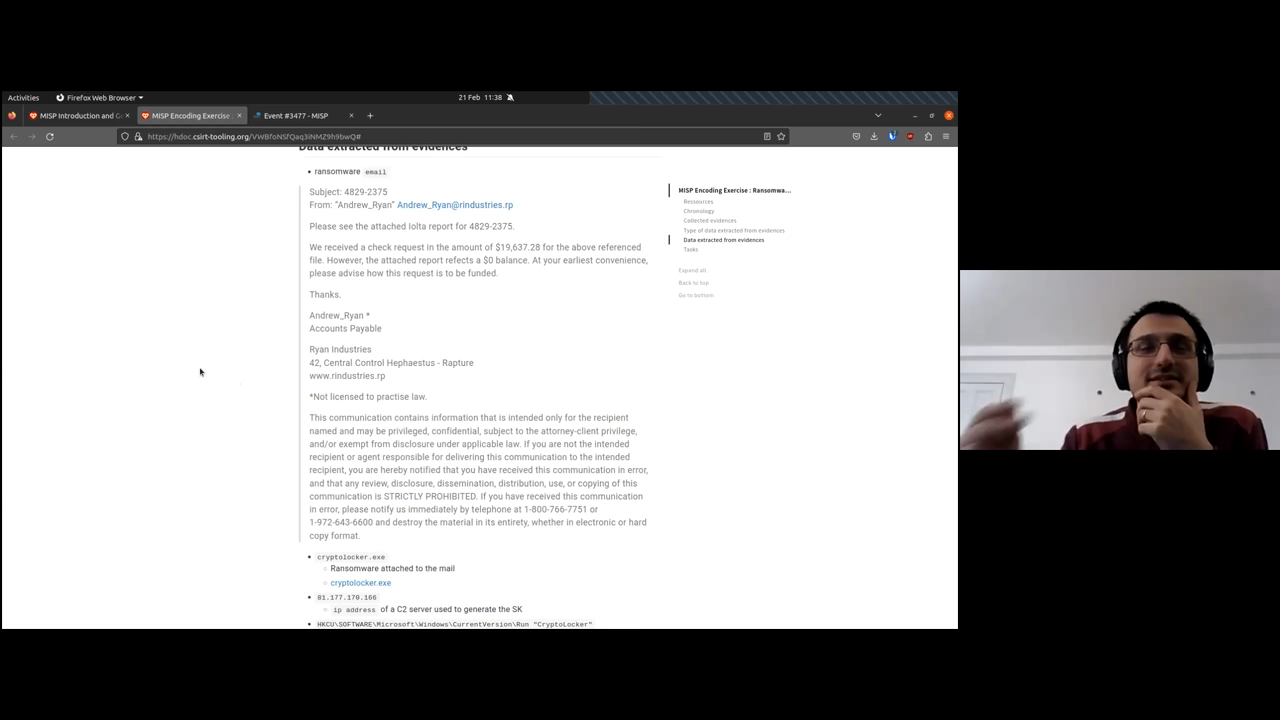 Activities
Firefox Web Browser
21 Feb 11:38
MISP Introduction and G
MISP Encoding Exercise :
Event #3477 - MISP
https://hdoc.csirt-tooling.org/
Data extracted from evidences
ransomware email
Subject: 4829-2375
From: "Andrew_Ryan" Andrew_Ryan@rindustries.rp
Please see the attached Iolta report for 4829-2375.
We received a check request in the amount of $19,637.28 for the above referenced
file. However, the attached report refects a $0 balance. At your earliest convenience,
please advise how this request is to be funded.
Thanks.
Andrew_Ryan *
Accounts Payable
Ryan Industries
42, Central Control Hephaestus - Rapture
www.rindustries.rp
*Not licensed to practise law.
This communication contains information that is intended only for the recipient
named and may be privileged, confidential, subject to the attorney-client privilege,
and/or exempt from disclosure under applicable law. If you are not the intended
recipient or agent responsible for delivering this communication to the intended
recipient, you are hereby notified that you have received this communication in error,
and that any review, disclosure, dissemination, distribution, use, or copying of this
communication is STRICTLY PROHIBITED. If you have received this communication
in error, please notify us immediately by telephone at 1-800-766-7751 or
1-972-643-6600 and destroy the material in its entirety, whether in electronic or hard
copy format.
cryptolocker.exe
Ransomware attached to the mail
cryptolocker.exe
81.177.170.166
ip address of a C2 server used to generate the SK
HKCU\SOFTWARE\Microsoft\Windows\CurrentVersion\Run "CryptoLocker"
MISP Encoding Exercise : Ransomwa...
Ressources
Chronology
Collected evidences
Type of data extracted from evidences
Data extracted from evidences
Tasks
Expand all
Back to top
Go to bottom